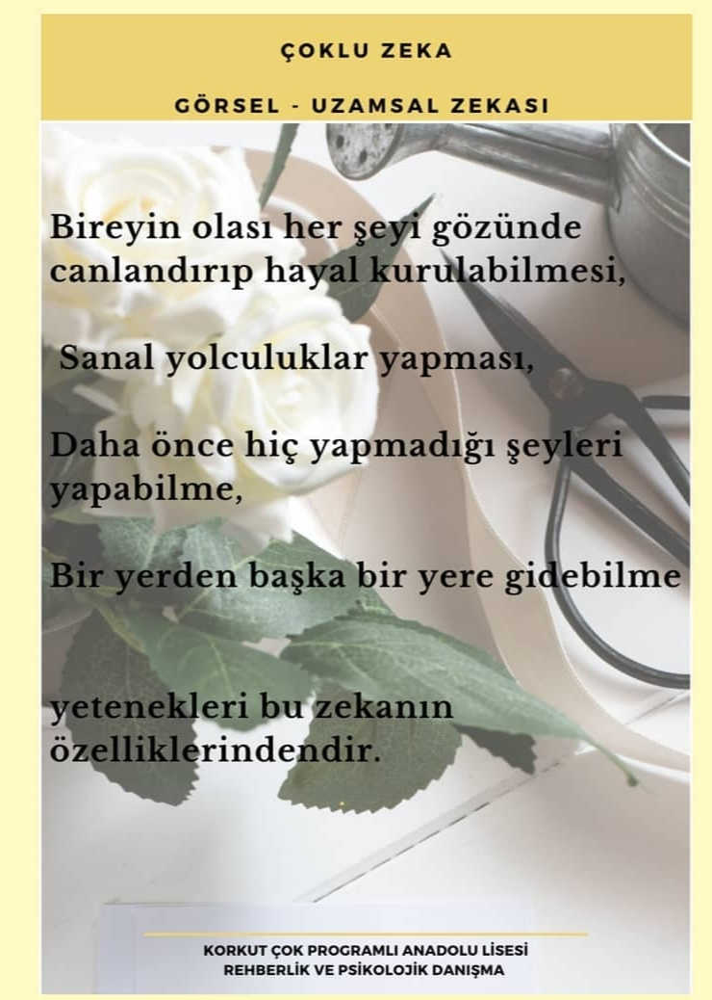 ÇOKLU ZEKA
GÖRSEL - UZAMSAL ZEKASI
Bireyin olası her şeyi gözünde
canlandırıp hayal kurulabilmesi,
Sanal yolculuklar yapması,
Daha önce hiç yapmadığı şeyleri
yapabilme,
Bir yerden başka bir yere gidebilme
yetenekleri bu zekanın
özelliklerindendir.
KORKUT ÇOK PROGRAMLI ANADOLU LİSESİ
REHBERLİK VE PSİKOLOJİK DANIŞMA